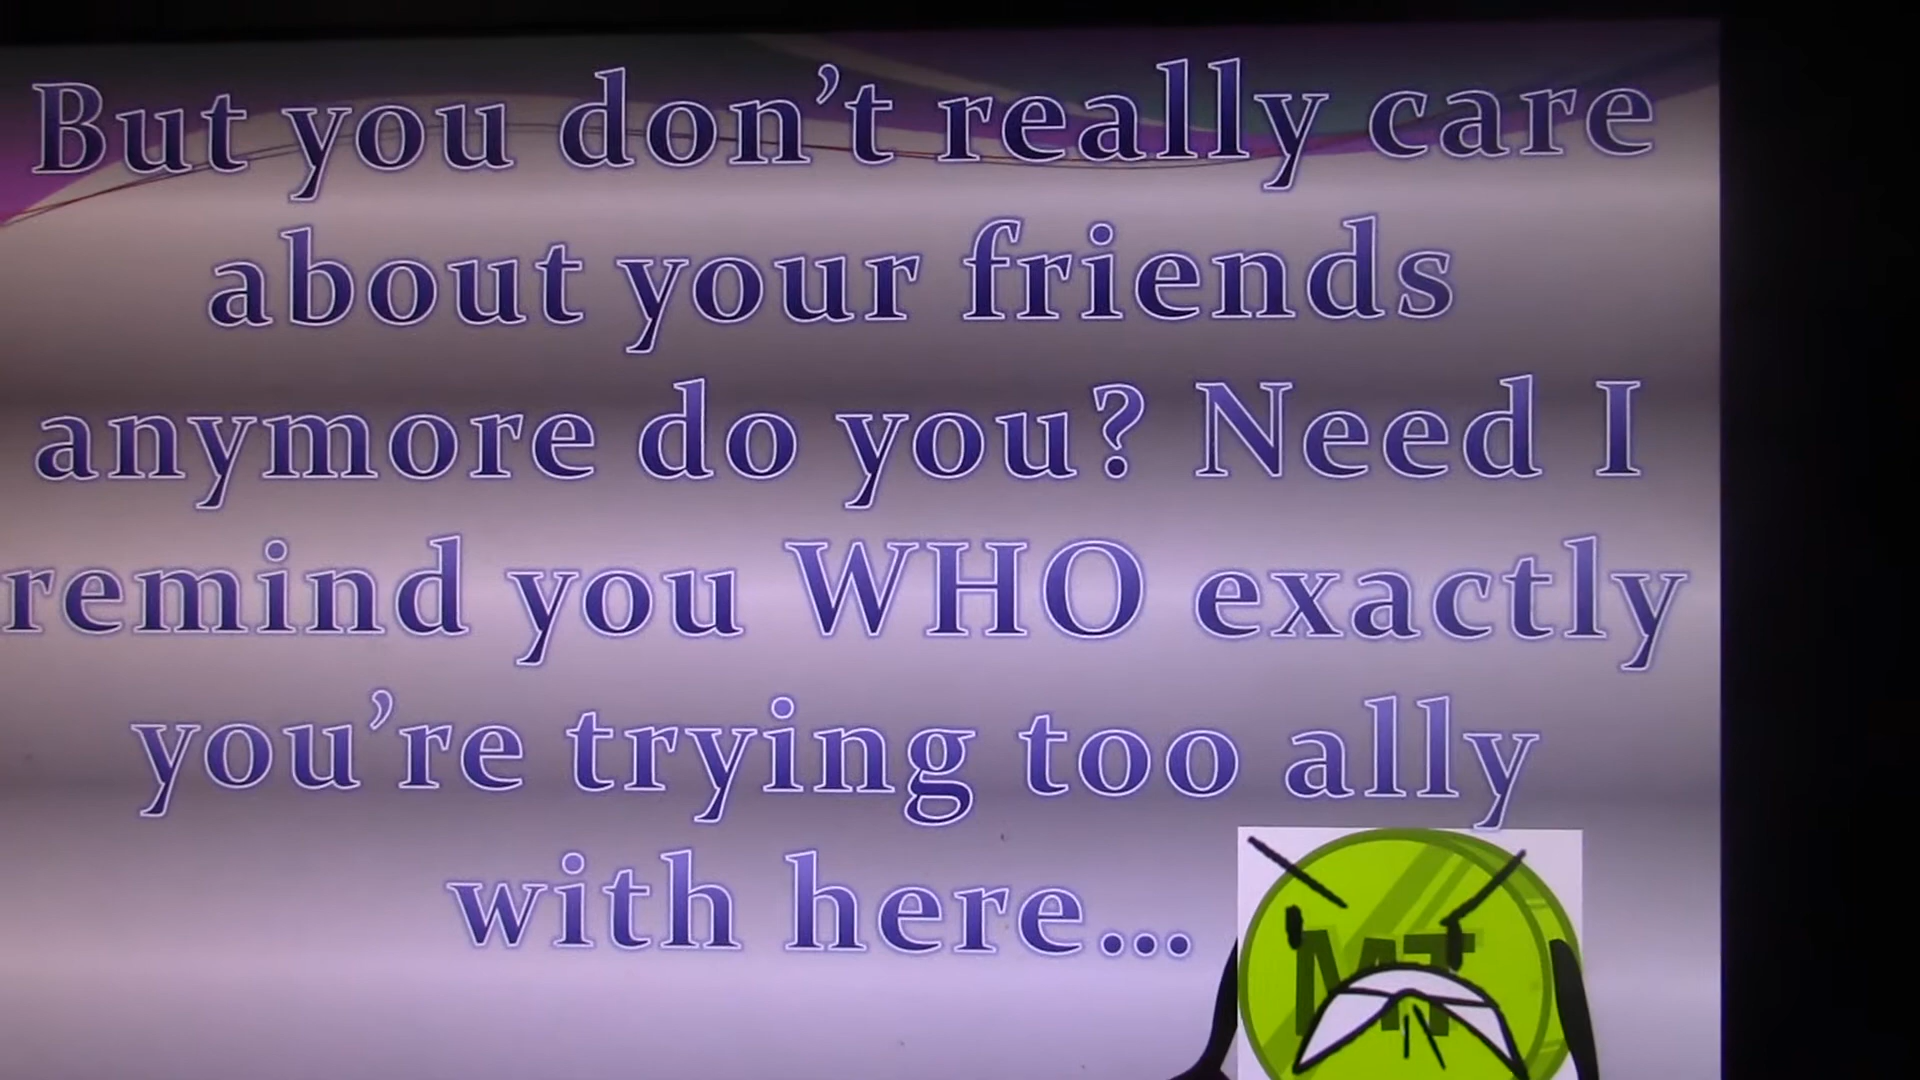 But you don't really care
about your friends
anymore do you? Need I
remind you WHO exactly
you're trying too ally
with here...
MT